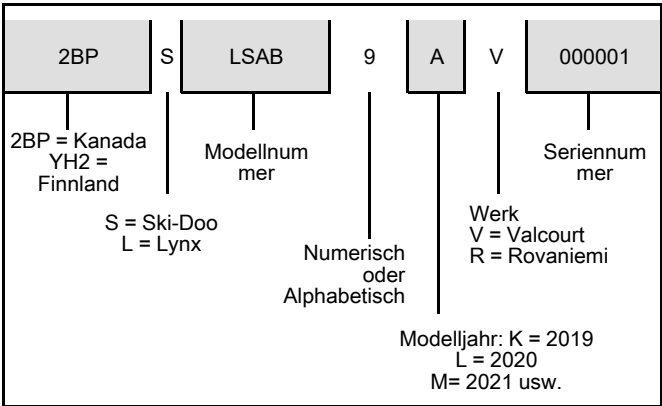 2BP S LSAB 9 A V 000001
2BP = Kanada
YH2 =
Finnland
Modellnum
mer
Seriennum
mer
S = Ski-Doo
L = Lynx
Werk
V = Valcourt
R = Rovaniemi
Numerisch
oder
Alphabetisch
Modelljahr: K = 2019
L = 2020
M= 2021 usw.